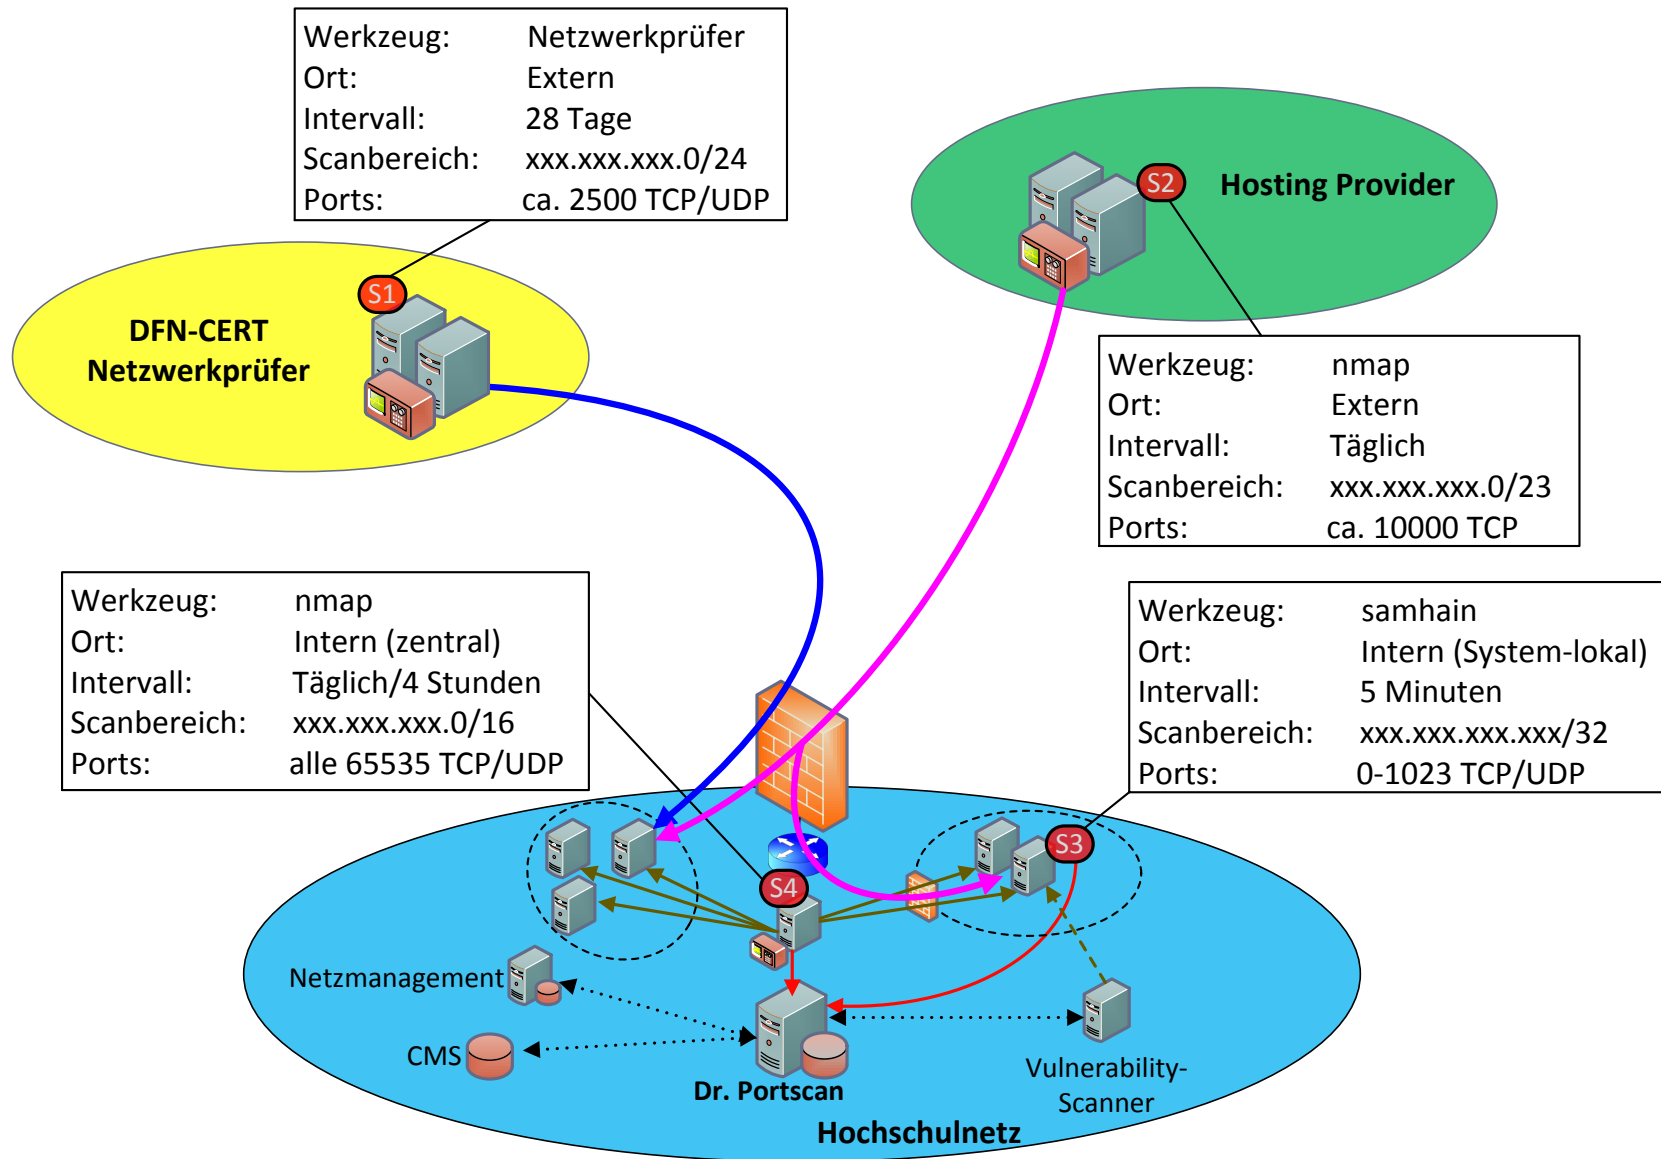 Werkzeug: Netzwerkprüfer
Ort: Extern
Intervall: 28 Tage
Scanbereich: xxx.xxx.xxx.0/24
Ports: ca. 2500 TCP/UDP
S2
Hosting Provider
S1
DFN-CERT
Netzwerkprüfer
Werkzeug: nmap
Ort: Extern
Intervall: Täglich
Scanbereich: xxx.xxx.xxx.0/23
Ports: ca. 10000 TCP
Werkzeug: nmap
Ort: Intern (zentral)
Intervall: Täglich/4 Stunden
Scanbereich: xxx.xxx.xxx.0/16
Ports: alle 65535 TCP/UDP
Werkzeug: samhain
Ort: Intern (System-lokal)
Intervall: 5 Minuten
Scanbereich: xxx.xxx.xxx.xxx/32
Ports: 0-1023 TCP/UDP
S3
S4
Netzmanagement
CMS
Dr. Portscan
Vulnerability-
Scanner
Hochschulnetz